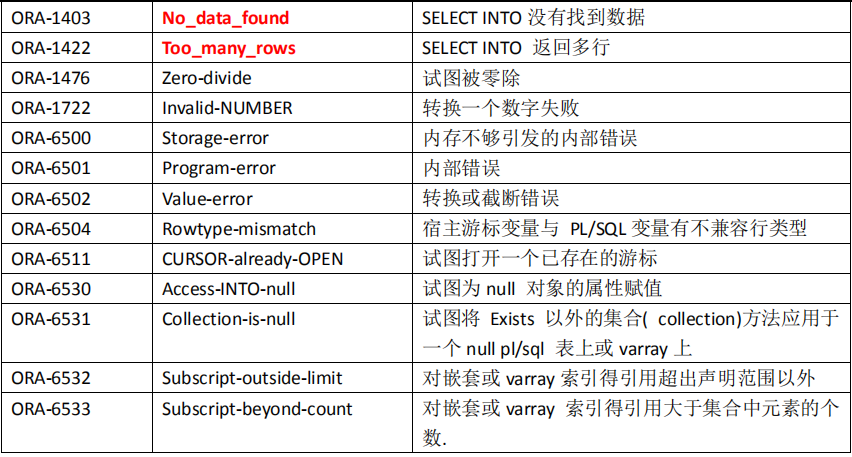 ORA-1403 No_data_found SELECT INTO 没有找到数据
ORA-1422 Too_many_rows SELECT INTO 返回多行
ORA-1476 Zero-divide 试图被零除
ORA-1722 Invalid-NUMBER 转换一个数字失败
ORA-6500 Storage-error 内存不够引发的内部错误
ORA-6501 Program-error 内部错误
ORA-6502 Value-error 转换或截断错误
ORA-6504 Rowtype-mismatch 宿主游标变量与 PL/SQL 变量有不兼容行类型
ORA-6511 CURSOR-already-OPEN 试图打开一个已存在的游标
ORA-6530 Access-INTO-null 试图为 null 对象的属性赋值
ORA-6531 Collection-is-null 试图将 Exists 以外的集合( collection)方法应用于
一个 null pl/sql 表上或 varray 上
ORA-6532 Subscript-outside-limit 对嵌套或 varray 索引得引用超出声明范围以外
ORA-6533 Subscript-beyond-count 对嵌套或 varray 索引得引用大于集合中元素的个
数.